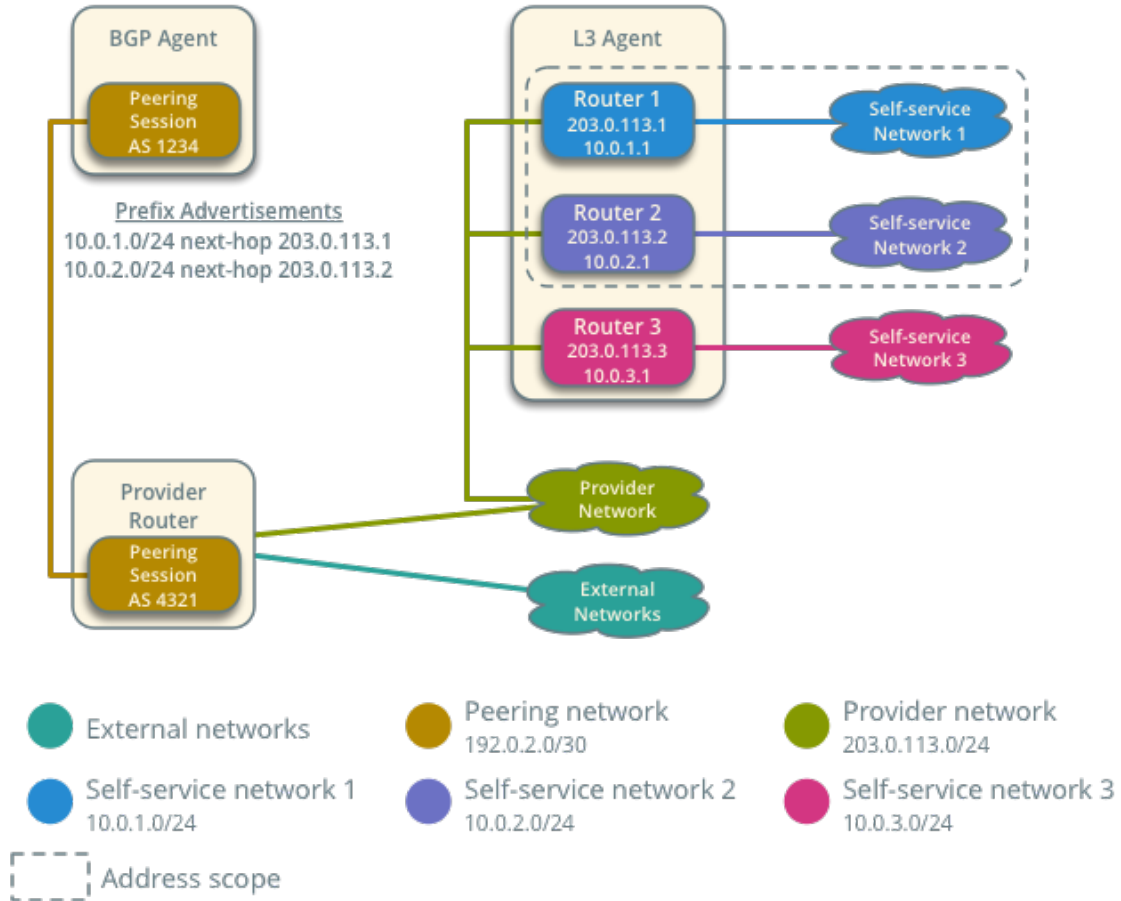 BGP Agent
Peering
Session
AS 1234
Prefix Advertisements
10.0.1.0/24 next-hop 203.0.113.1
10.0.2.0/24 next-hop 203.0.113.2
L3 Agent
Router 1
203.0.113.1
10.0.1.1
Self-service
Network 1
Router 2
203.0.113.2
10.0.2.1
Self-service
Network 2
Router 3
203.0.113.3
10.0.3.1
Self-service
Network 3
Provider
Router
Peering
Session
AS 4321
Provider
Network
External
Networks
External networks
Peering network
192.0.2.0/30
Provider network
203.0.113.0/24
Self-service network 1
10.0.1.0/24
Self-service network 2
10.0.2.0/24
Self-service network 3
10.0.3.0/24
Address scope